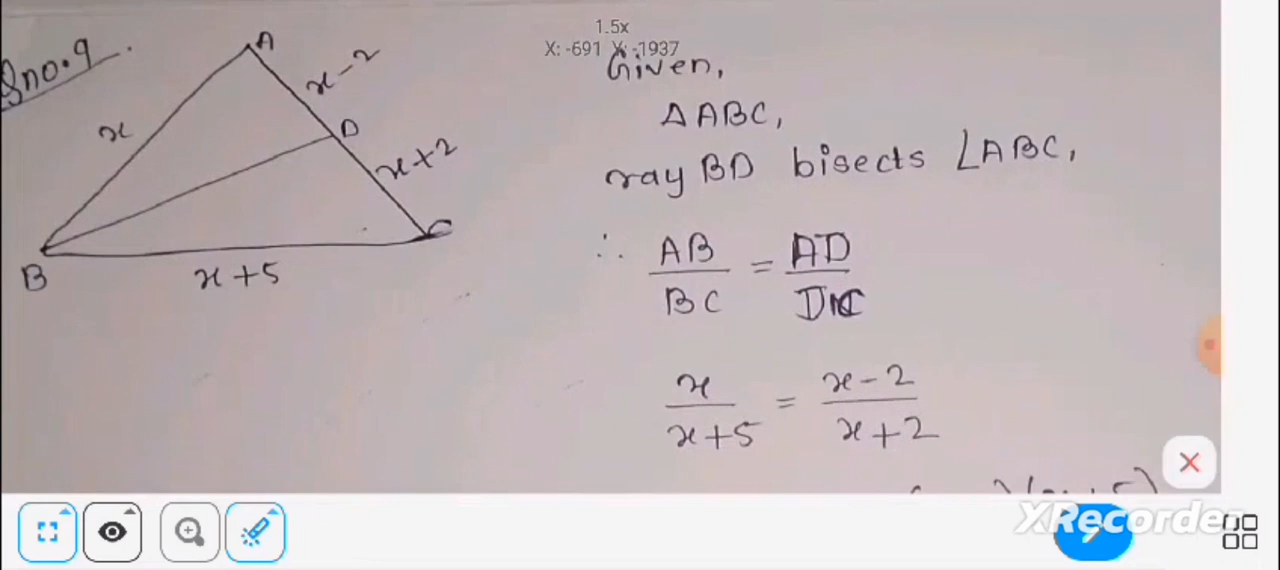 1.5x
X: -691 Y: -1937
Sno.9.
A
x-2
x
D
x+2
B
C
x+5
Given,
ΔABC,
ray BD bisects ∠ABC,
∴ AB/BC = AD/DC
x/x+5 = x-2/x+2
XRecorder